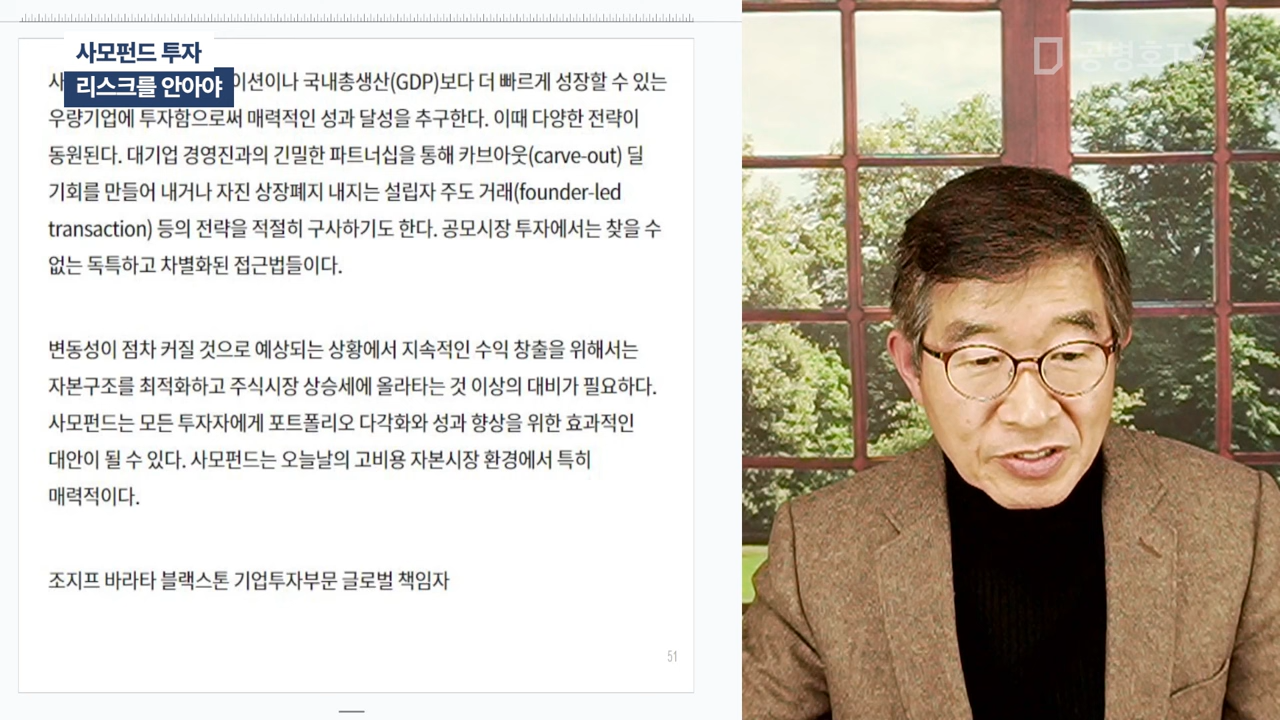 사모펀드 투자
리스크를 안아야
사 이션이나 국내총생산(GDP)보다 더 빠르게 성장할 수 있는
우량기업에 투자함으로써 매력적인 성과 달성을 추구한다. 이때 다양한 전략이
동원된다. 대기업 경영진과의 긴밀한 파트너십을 통해 카브아웃(carve-out) 딜
기회를 만들어 내거나 자진 상장폐지 내지는 설립자 주도 거래(founder-led
transaction) 등의 전략을 적절히 구사하기도 한다. 공모시장 투자에서는 찾을 수
없는 독특하고 차별화된 접근법들이다.
변동성이 점차 커질 것으로 예상되는 상황에서 지속적인 수익 창출을 위해서는
자본구조를 최적화하고 주식시장 상승세에 올라타는 것 이상의 대비가 필요하다.
사모펀드는 모든 투자자에게 포트폴리오 다각화와 성과 향상을 위한 효과적인
대안이 될 수 있다. 사모펀드는 오늘날의 고비용 자본시장 환경에서 특히
매력적이다.
조지프 바라타 블랙스톤 기업투자부문 글로벌 책임자
51
공병호TV